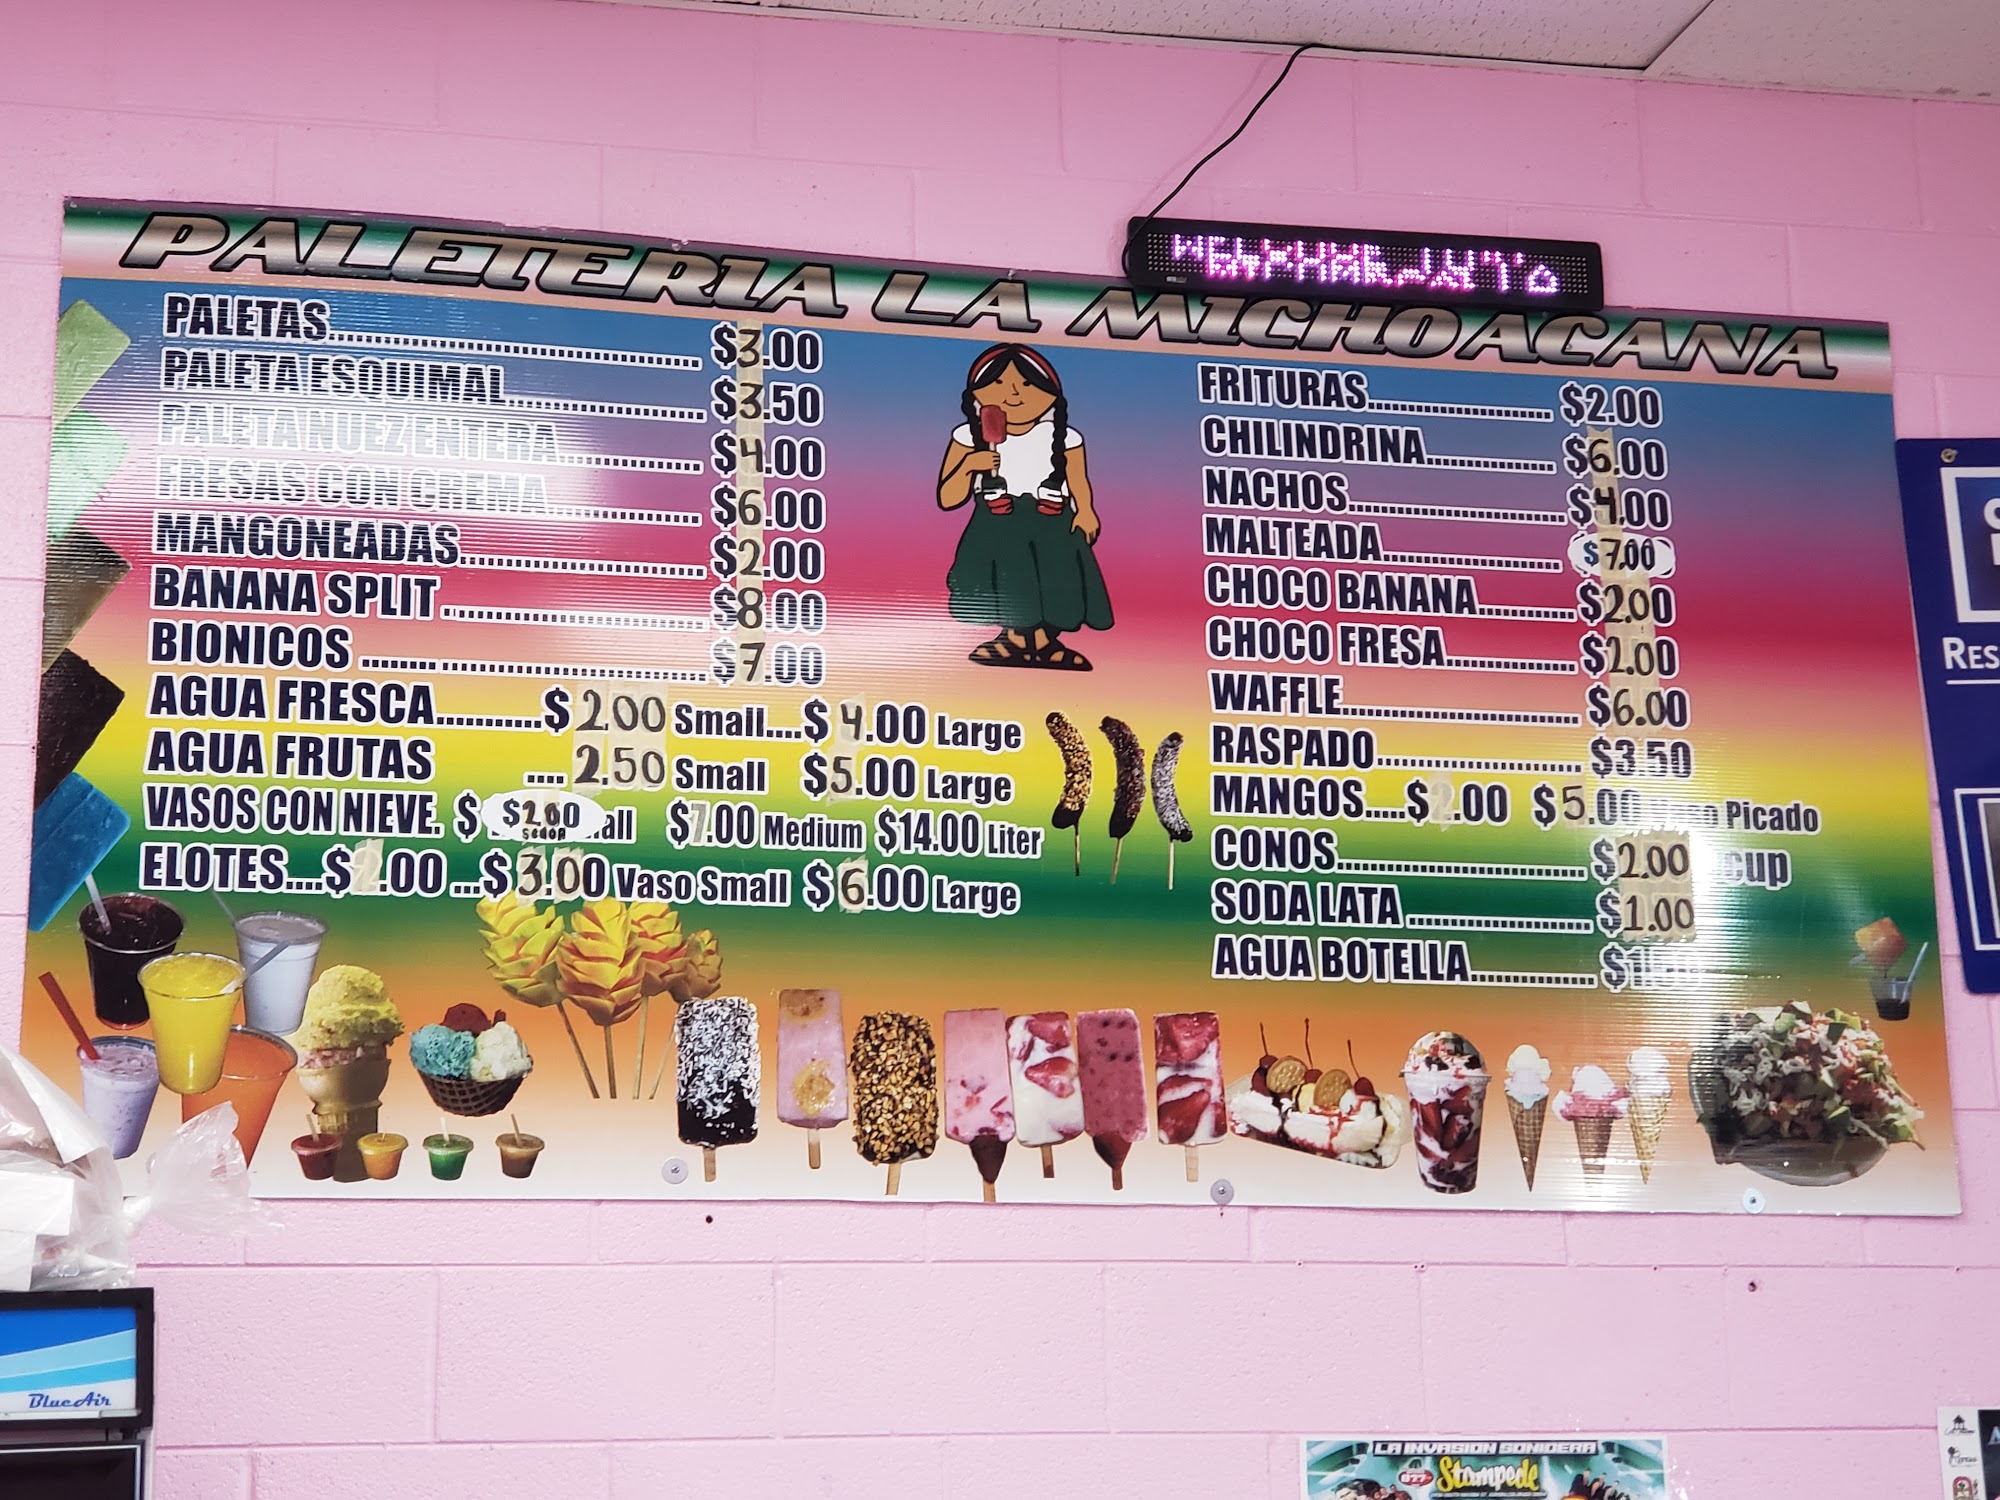 PALETERIA LA MICHOACANA
PALETAS.......... $3.00
PALETA ESQUIMAL.......... $3.50
PALETA NUEZ ENTERA.......... $4.00
FRESAS CON CREMA.......... $6.00
MANGONEADAS.......... $2.00
BANANA SPLIT.......... $8.00
BIONICOS.......... $7.00
AGUA FRESCA...........$ 2.00 Small....$ 4.00 Large
AGUA FRUTAS .... 2.50 Small $5.00 Large
VASOS CON NIEVE. $ $7.00 Medium $14.00 Liter
ELOTES....$2.00 ...$3.00 Vaso Small $6.00 Large
FRITURAS.......... $2.00
CHILINDRINA.......... $6.00
NACHOS.......... $4.00
MALTEADA.......... $7.00
CHOCO BANANA.......... $2.00
CHOCO FRESA.......... $2.00
WAFFLE.......... $6.00
RASPADO.......... $3.50
MANGOS....$2.00 $5.00 Vaso Picado
CONOS.......... $2.00 cup
SODA LATA.......... $1.00
AGUA BOTELLA..........
BlueAir
LA INVASION SONIDERA
Stampede